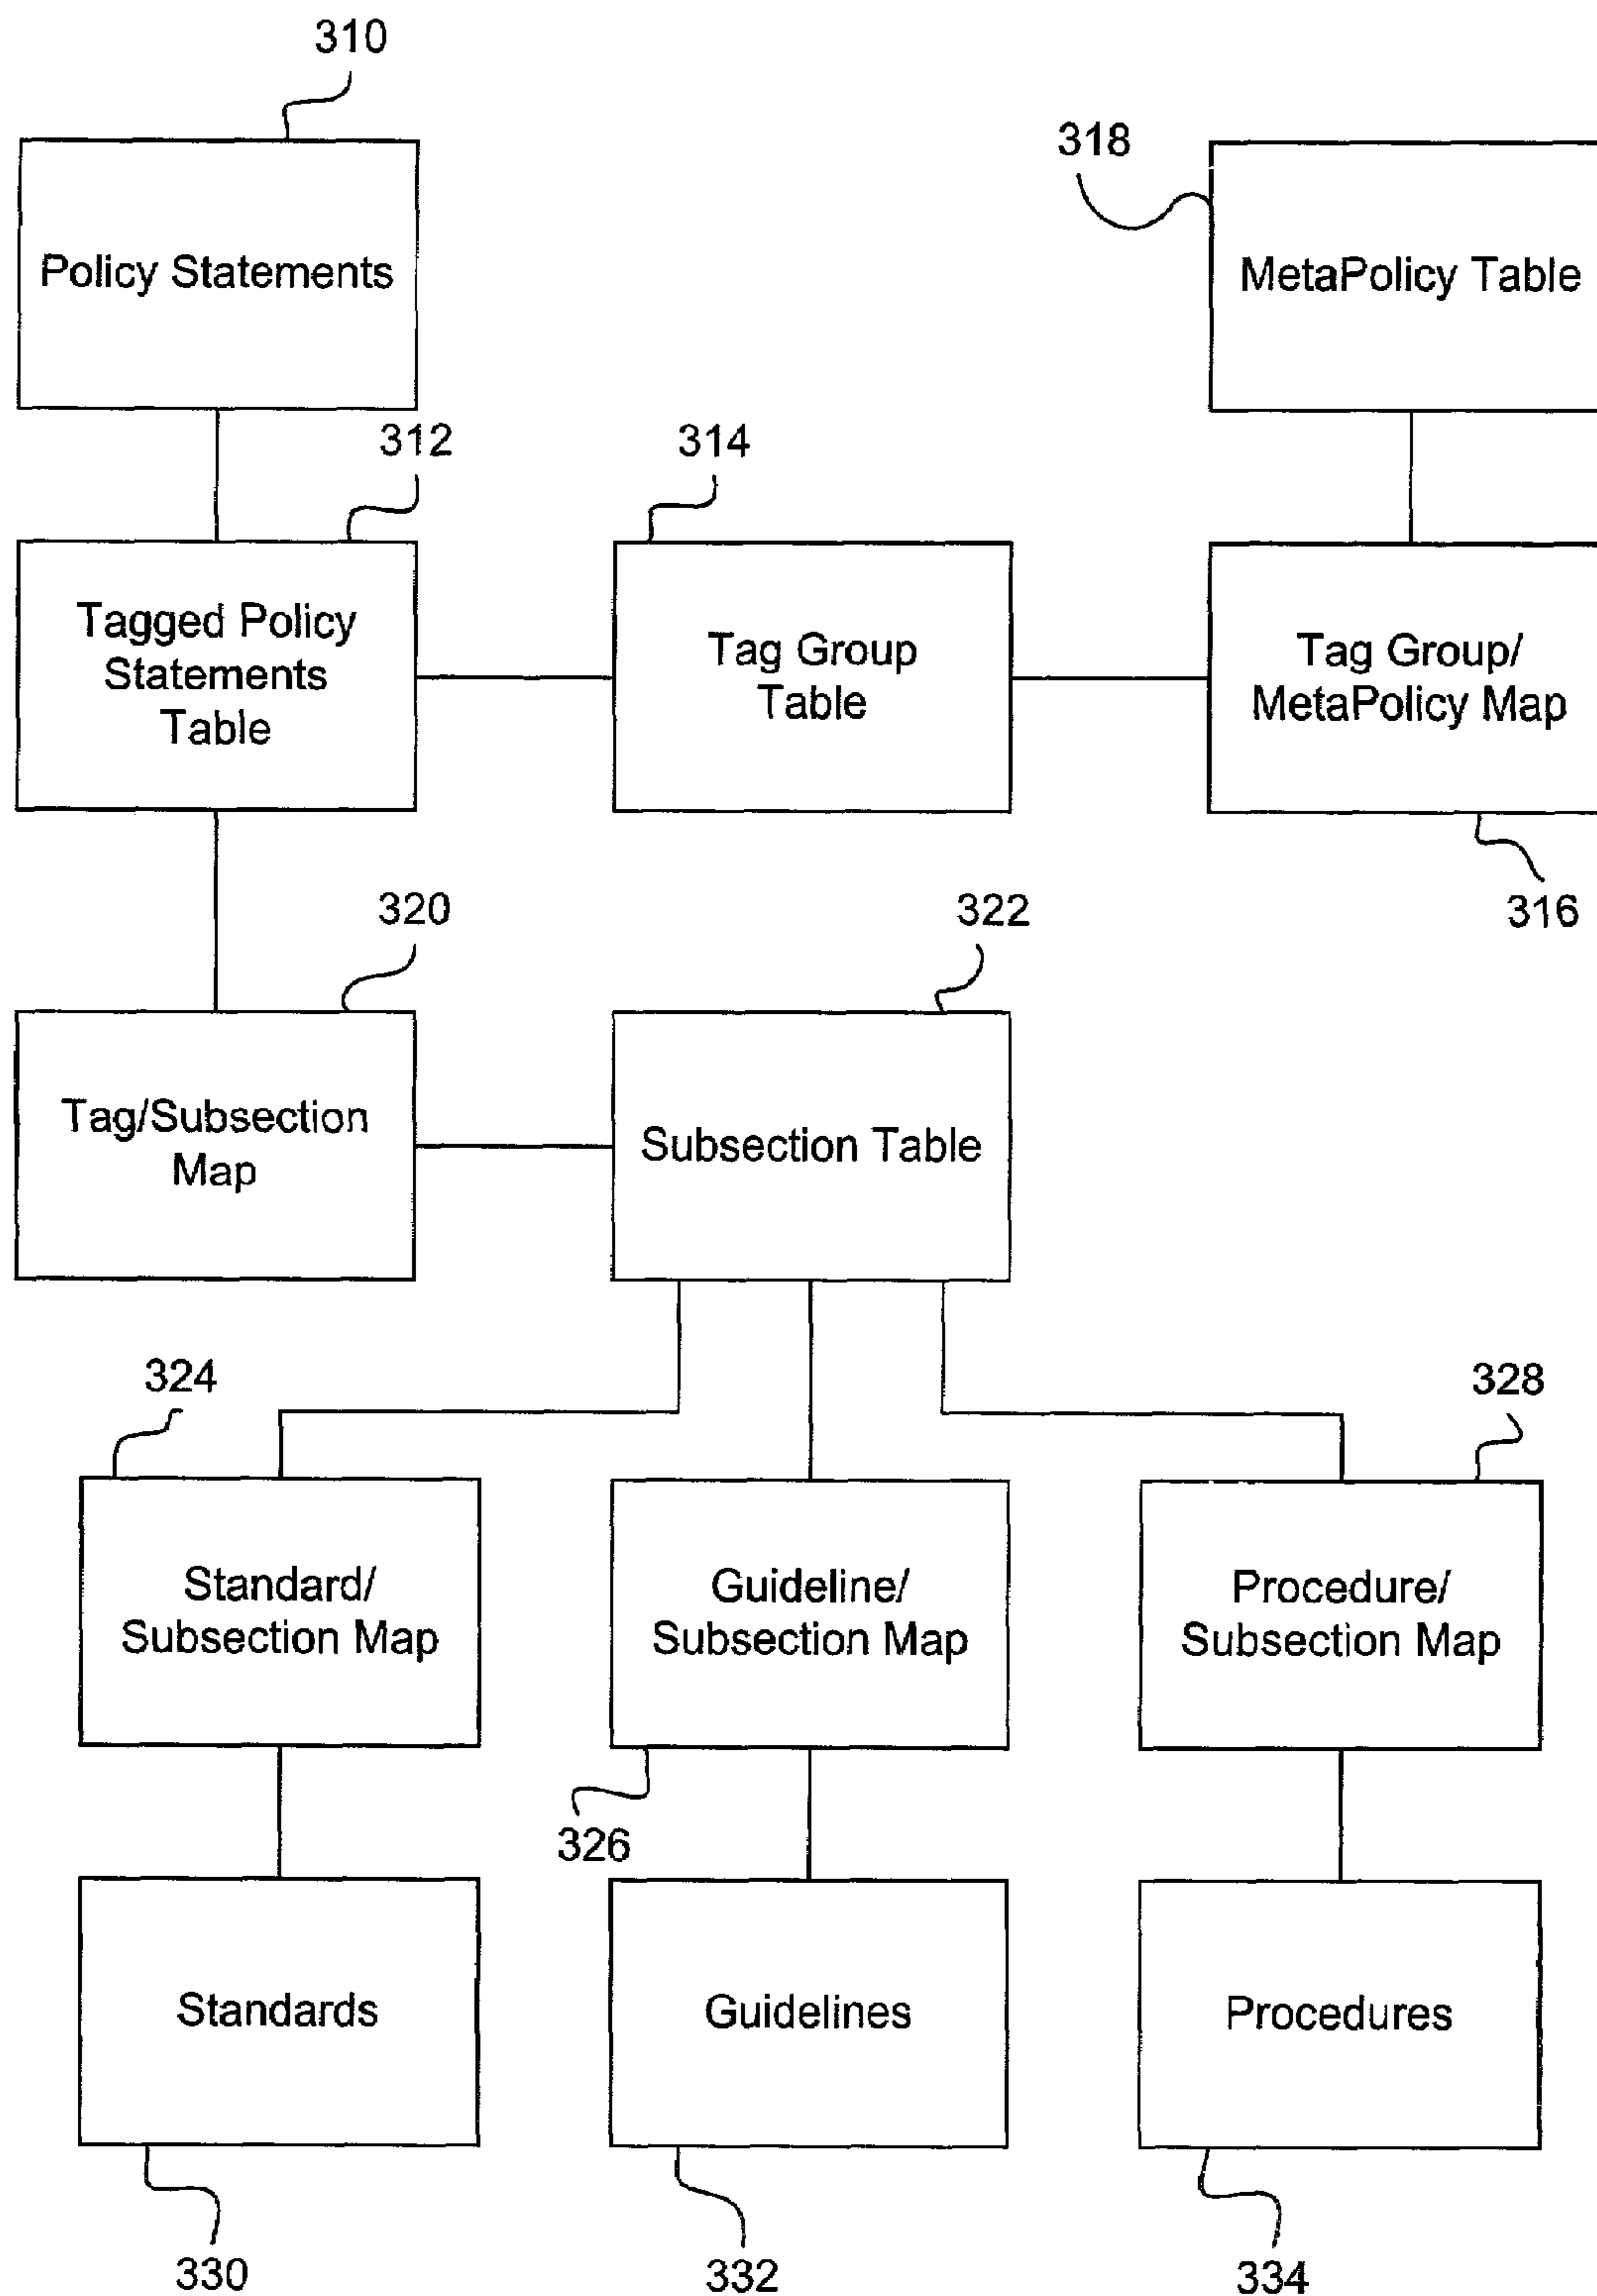 310
318
Policy Statements
MetaPolicy Table
312
314
Tagged Policy
Statements
Table
Tag Group
Table
Tag Group/
MetaPolicy Map
316
320
322
Tag/Subsection
Map
Subsection Table
324
328
Standard/
Subsection Map
Guideline/
Subsection Map
Procedure/
Subsection Map
326
Standards
Guidelines
Procedures
330
332
334